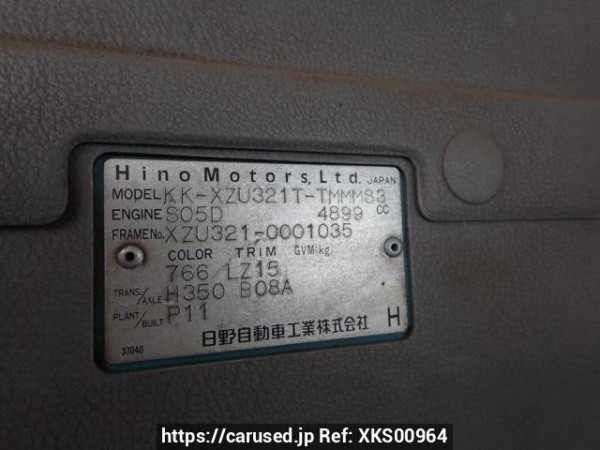 Hino Motors, Ltd. JAPAN
MODEL KK-XZU321T-TMMMS3
ENGINE S05D 4899 CC
FRAME No. XZU321-0001035
COLOR TRIM GVM(kg)
766 LZ15
TRANS/AXLE H350 B08A
PLANT/BUILT P11
日野自動車工業株式会社 H
37040
https://carused.jp Ref: XKS00964